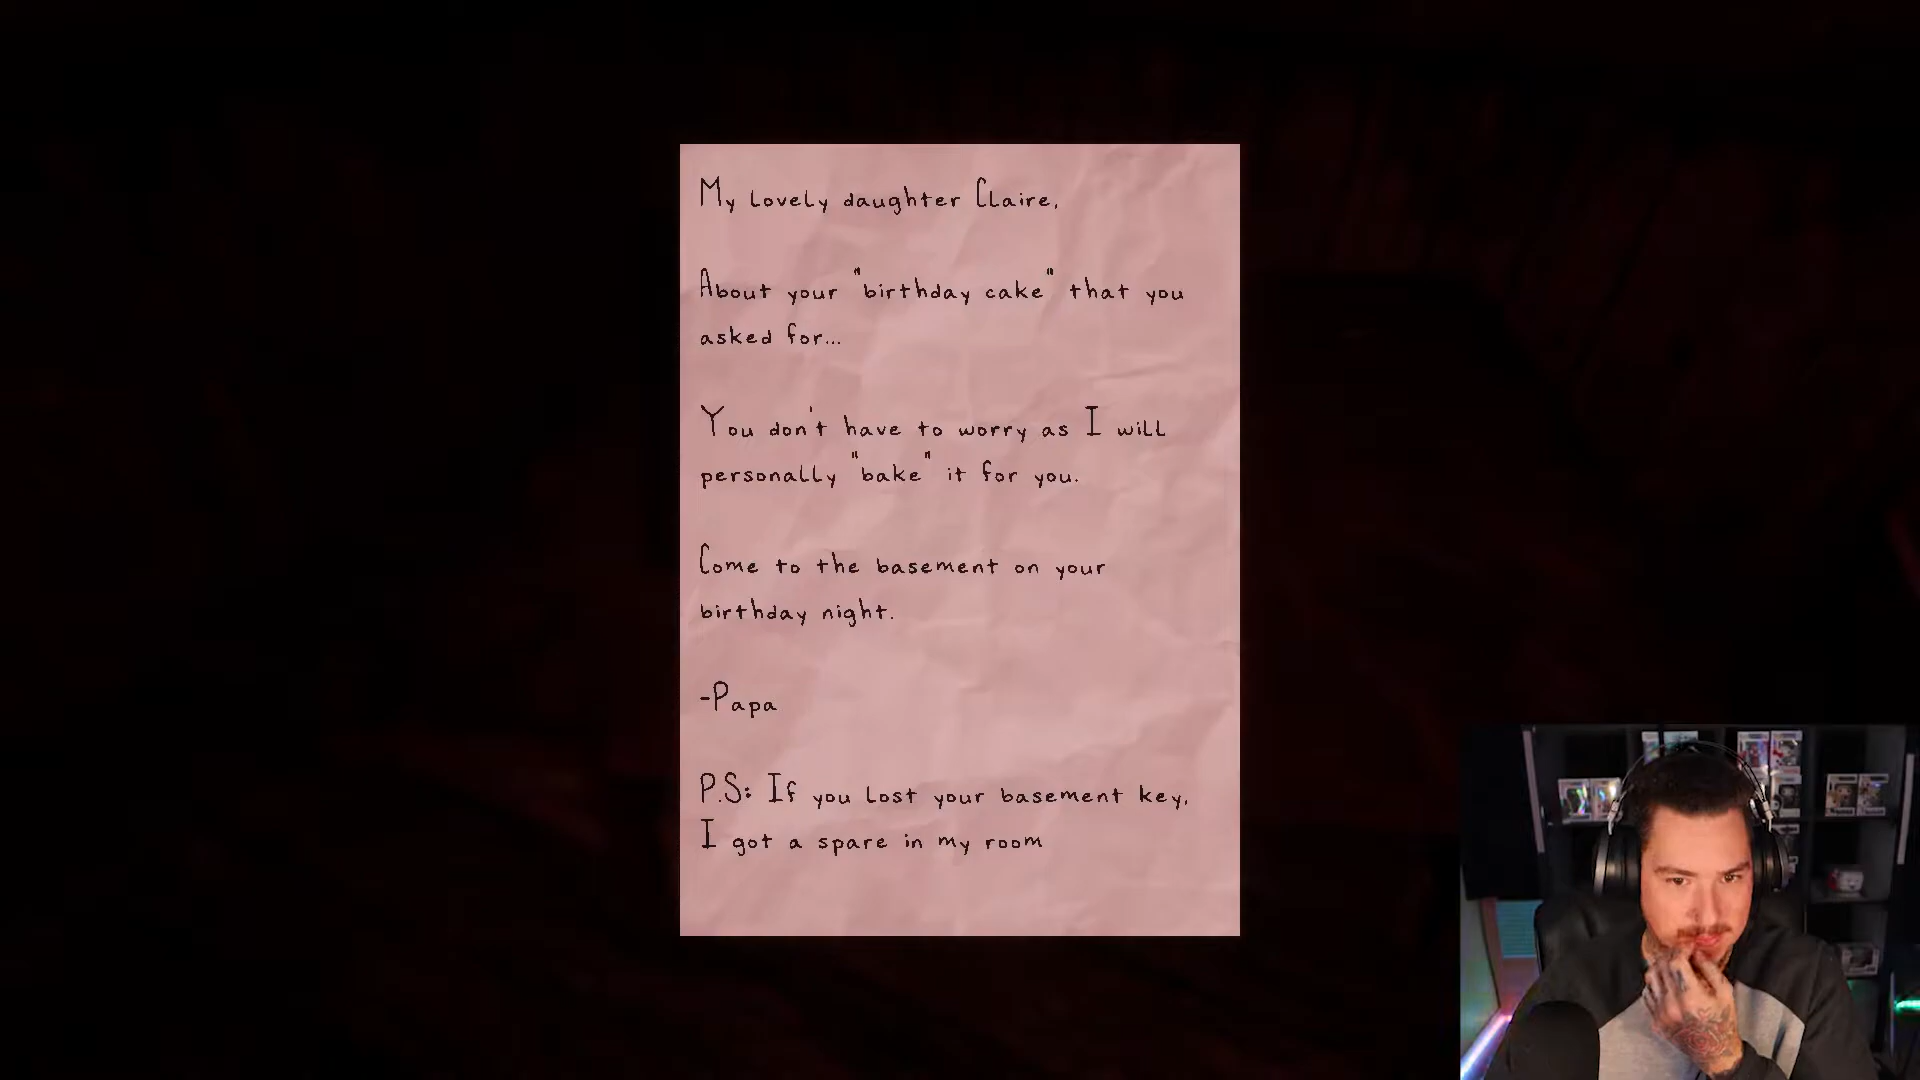 My lovely daughter Claire,
About your "birthday cake" that you
asked for...
You don't have to worry as I will
personally "bake" it for you.
Come to the basement on your
birthday night.
-Papa
P.S: If you lost your basement key,
I got a spare in my room